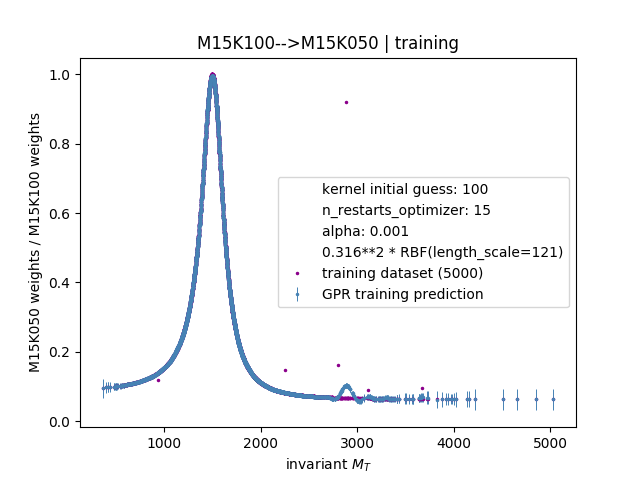 M15K100-->M15K050 | training
M15K050 weights / M15K100 weights
1.0
0.8
0.6
0.4
0.2
0.0
kernel initial guess: 100
n_restarts_optimizer: 15
alpha: 0.001
0.316**2 * RBF(length_scale=121)
training dataset (5000)
GPR training prediction
1000 2000 3000 4000 5000
invariant M_T